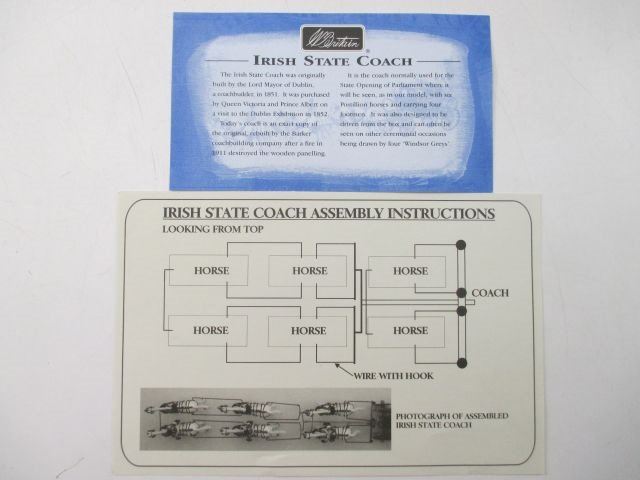 W. Britain ®
IRISH STATE COACH
The Irish State Coach was originally
built by the Lord Mayor of Dublin,
a coachbuilder, in 1851. It was purchased
by Queen Victoria and Prince Albert on
a visit to the Dublin Exhibition in 1852.
Today's coach is an exact copy of
the original, rebuilt by the Barker
coachbuilding company after a fire in
1911 destroyed the wooden panelling.
It is the coach normally used for the
State Opening of Parliament when it
will be seen, as in our model, with six
Postillion horses and carrying four
footmen. It was also designed to be
driven from the box and can often be
seen on other ceremonial occasions
being drawn by four 'Windsor Greys'.
IRISH STATE COACH ASSEMBLY INSTRUCTIONS
LOOKING FROM TOP
HORSE HORSE HORSE
COACH
HORSE HORSE HORSE
WIRE WITH HOOK
PHOTOGRAPH OF ASSEMBLED
IRISH STATE COACH